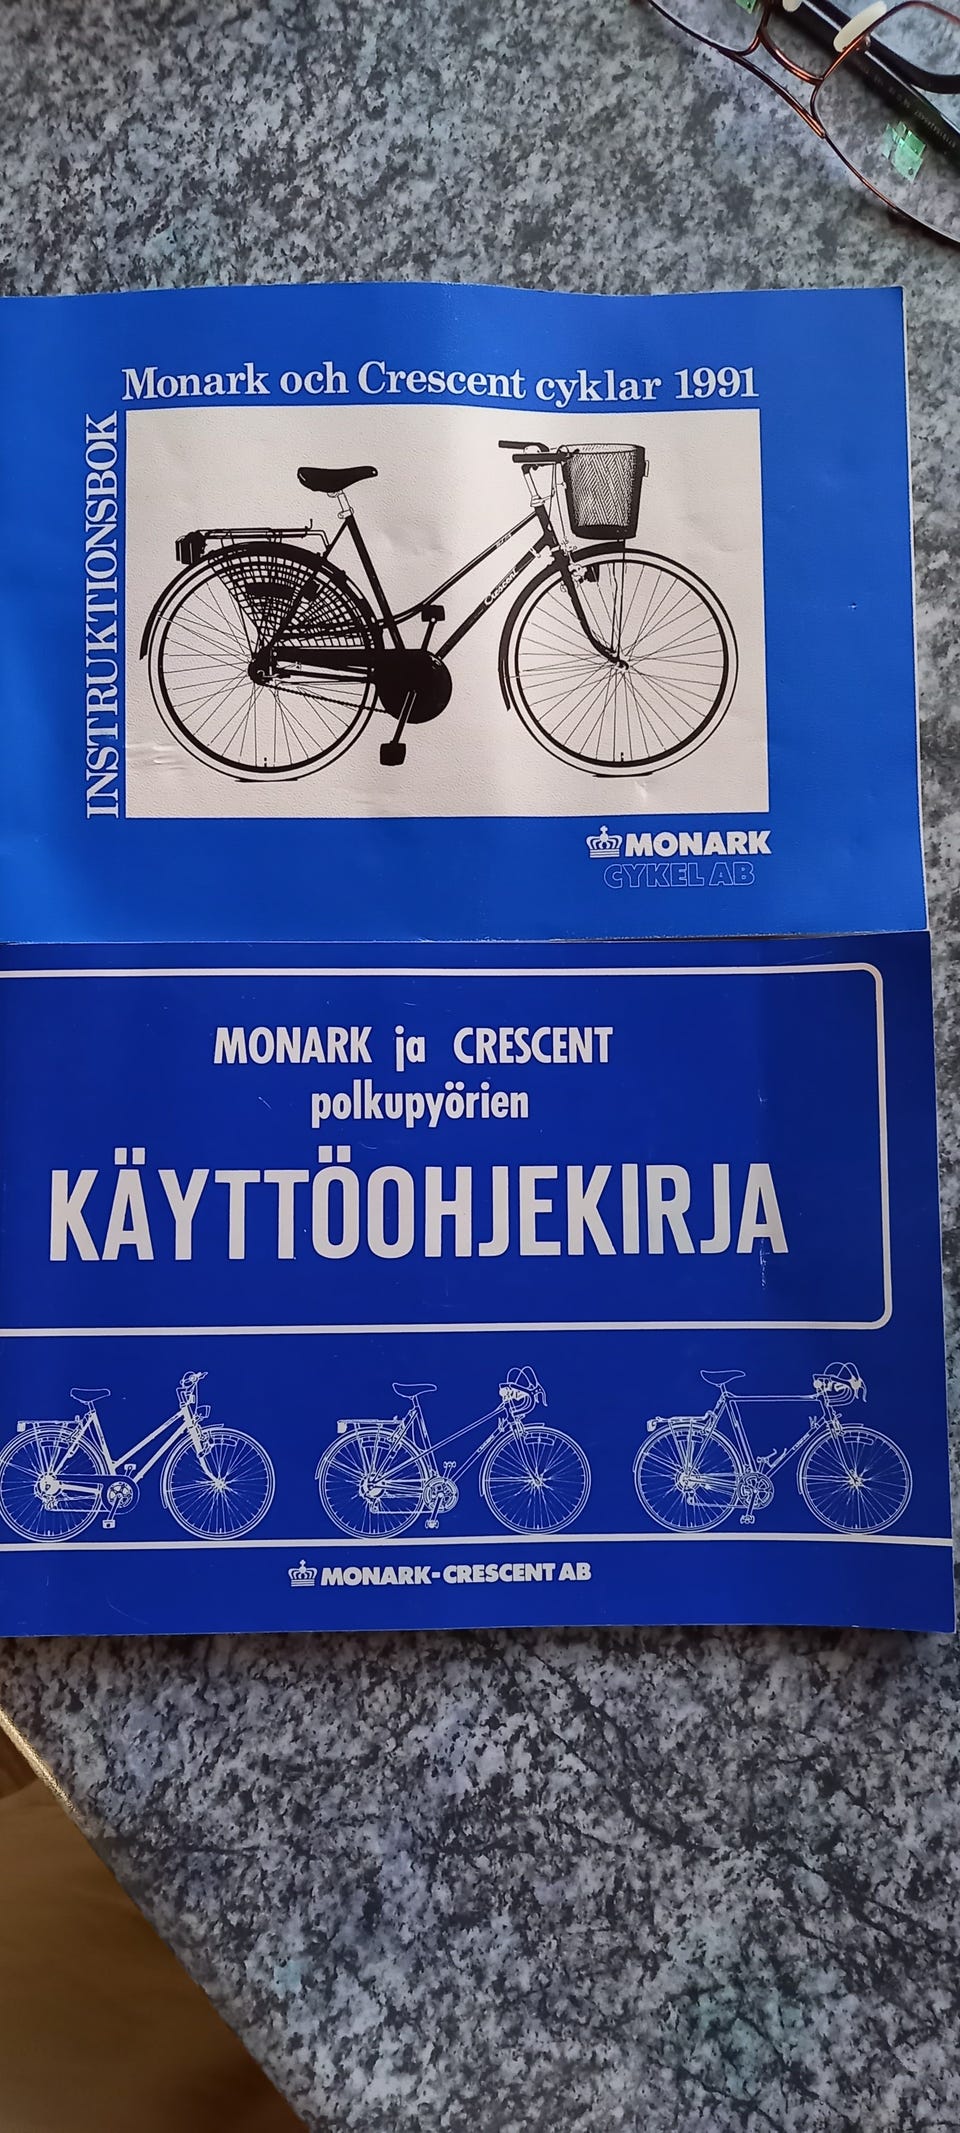 Monark och Crescent cyklar 1991
INSTRUKTIONSBOK
Crescent
MONARK
CYKEL AB
MONARK ja CRESCENT
polkupyörien
KÄYTTÖOHJEKIRJA
MONARK-CRESCENT AB